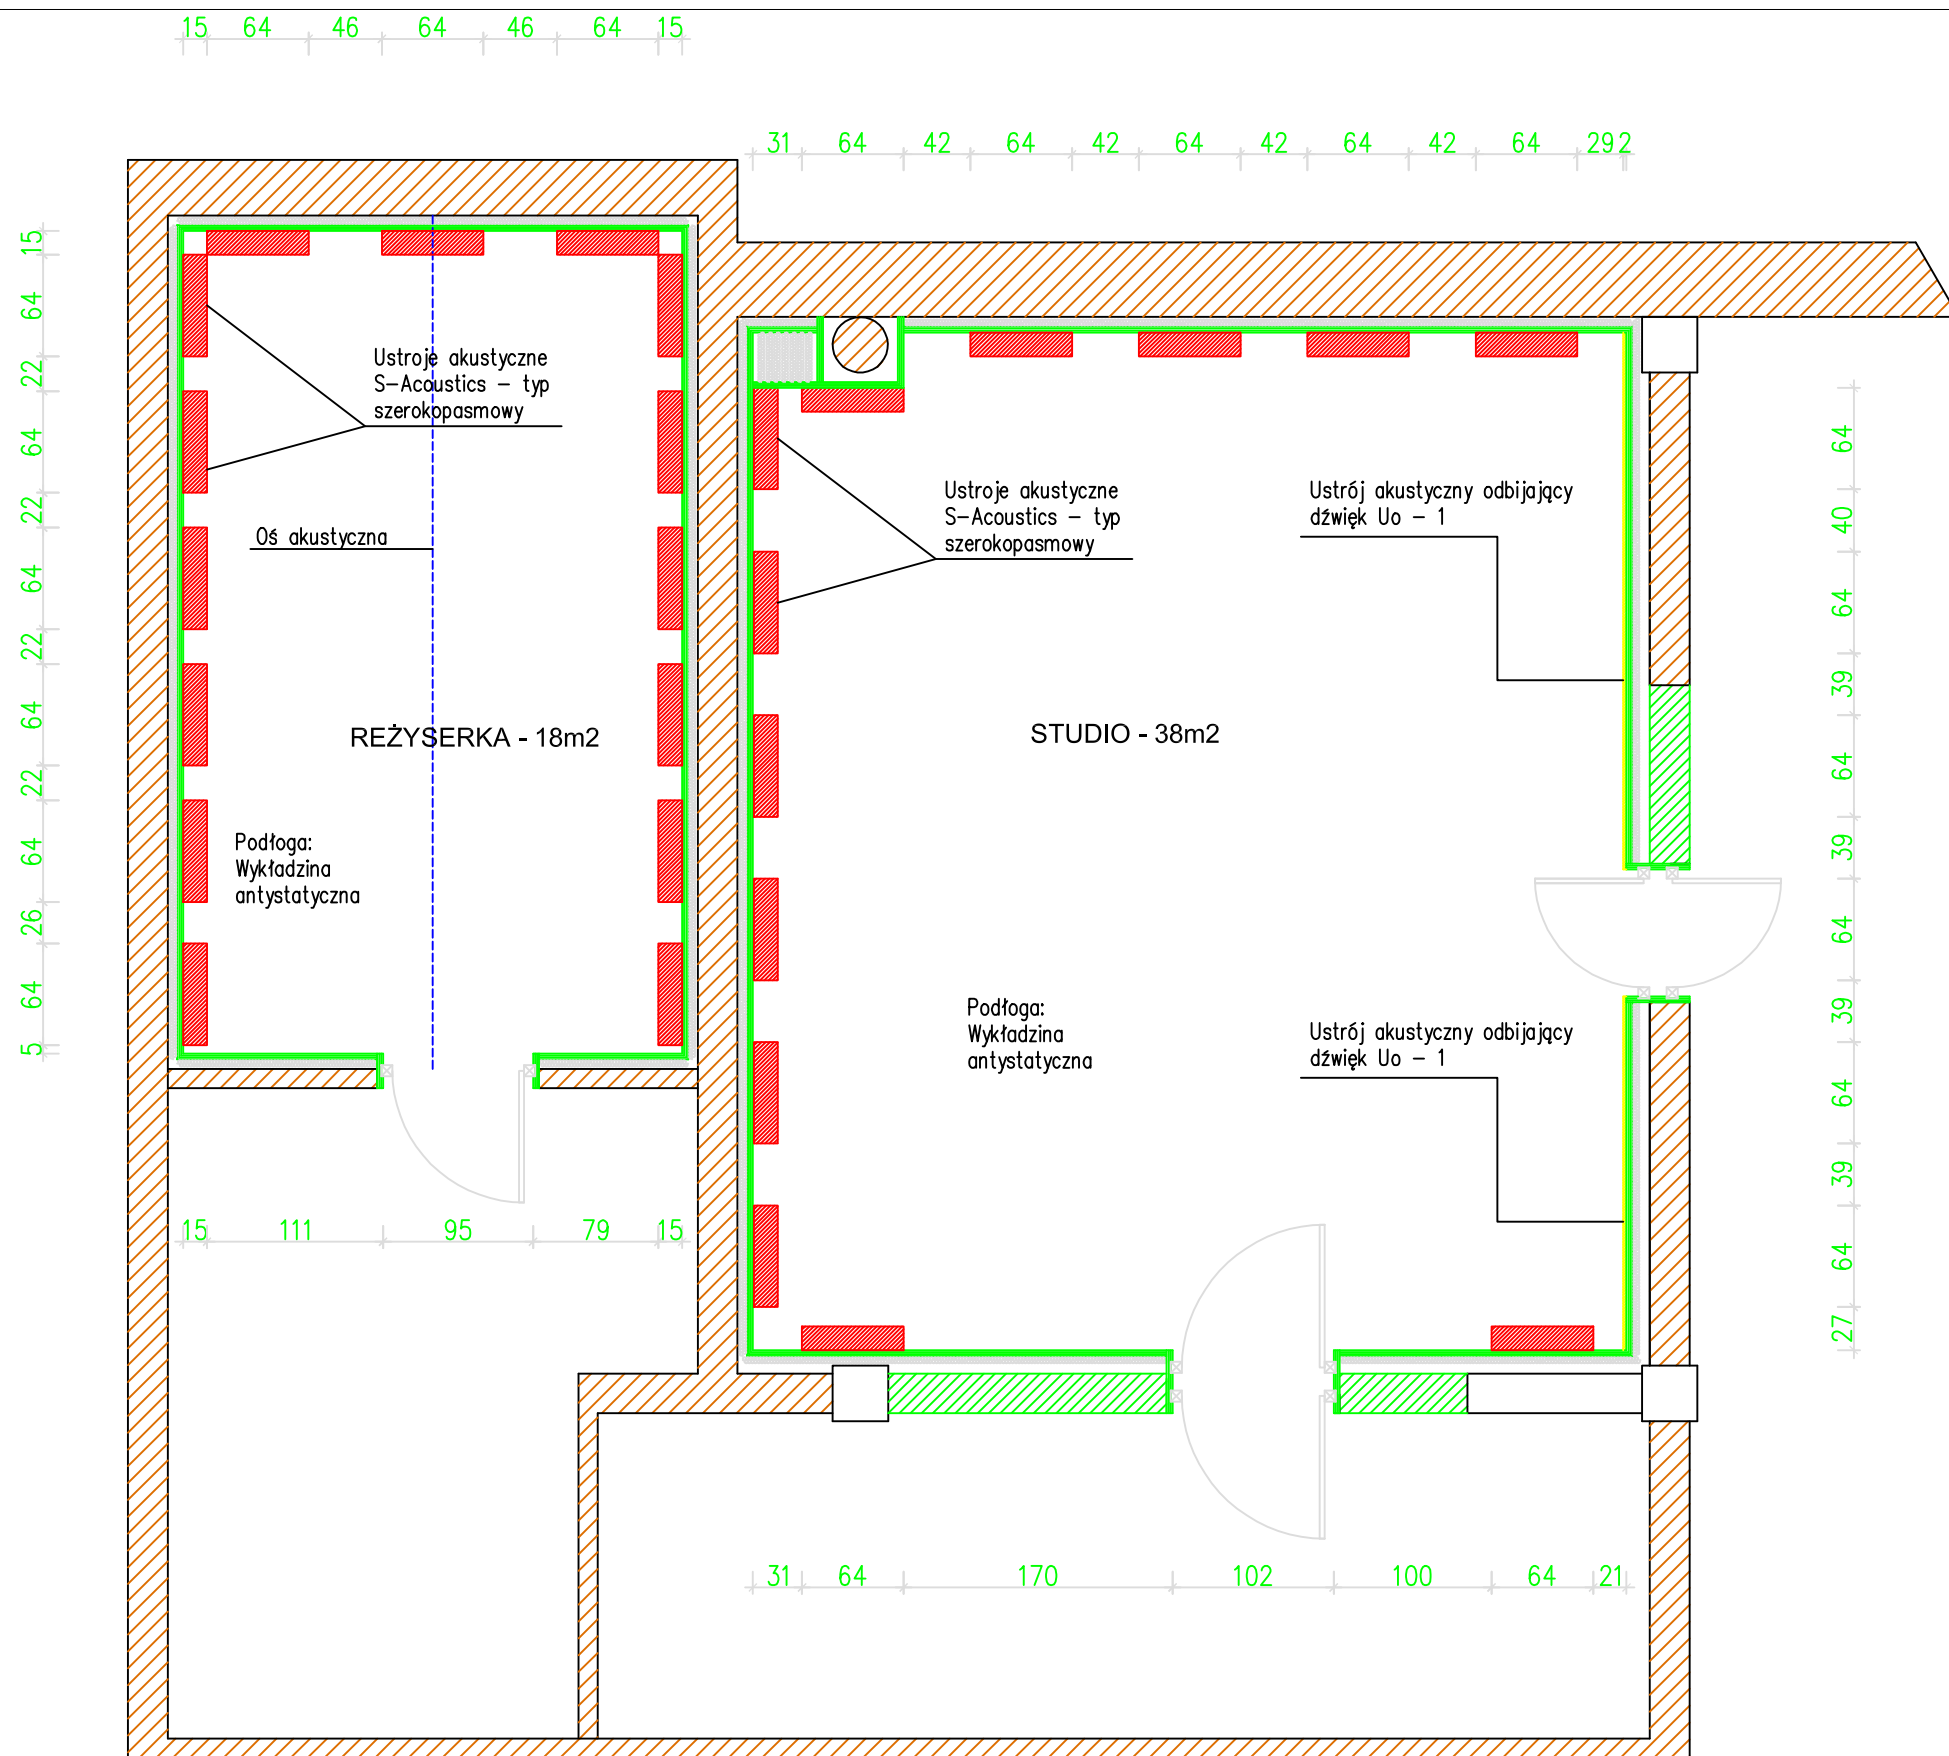 15 64 46 64 46 64 15
31 64 42 64 42 64 42 64 42 64 29 2
15
64
22
64
22
64
22
64
22
64
26
64
5
Ustroje akustyczne
S-Acoustics - typ
szerokopasmowy
Oś akustyczna
REŻYSERKA - 18m2
Podłoga:
Wykładzina
antystatyczna
15 111 95 79 15
Ustroje akustyczne
S-Acoustics - typ
szerokopasmowy
Ustrój akustyczny odbijający
dźwięk Uo - 1
STUDIO - 38m2
Podłoga:
Wykładzina
antystatyczna
Ustrój akustyczny odbijający
dźwięk Uo - 1
64
40
64
39
64
39
64
39
64
39
64
27
31 64 170 102 100 64 21